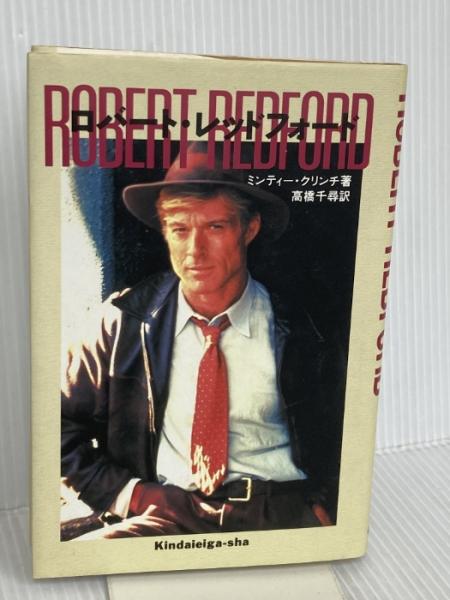 ROBERT REDFORD
ロバート・レッドフォード
ミンティー・クリンチ著
高橋千尋訳
Kindaieiga-sha
ROBERT REDFORD